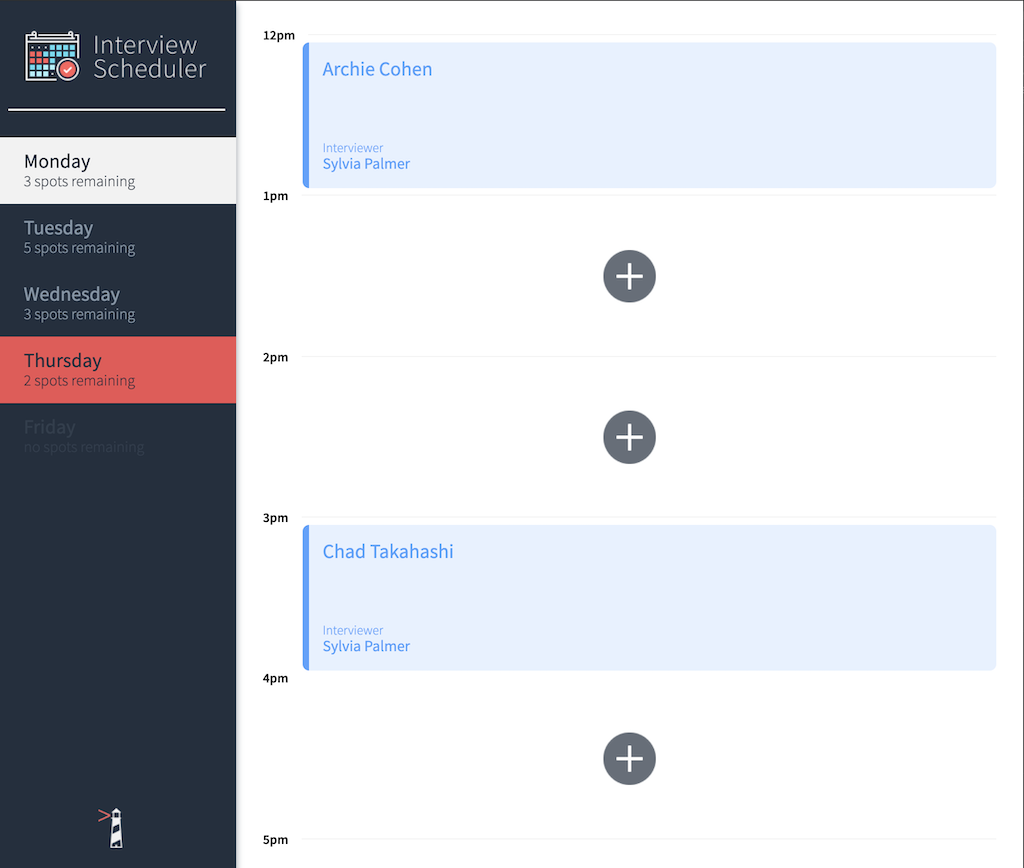 Interview
Scheduler
Monday
3 spots remaining
Tuesday
5 spots remaining
Wednesday
3 spots remaining
Thursday
2 spots remaining
Friday
no spots remaining
12pm
Archie Cohen
Interviewer
Sylvia Palmer
1pm
2pm
3pm
Chad Takahashi
Interviewer
Sylvia Palmer
4pm
5pm